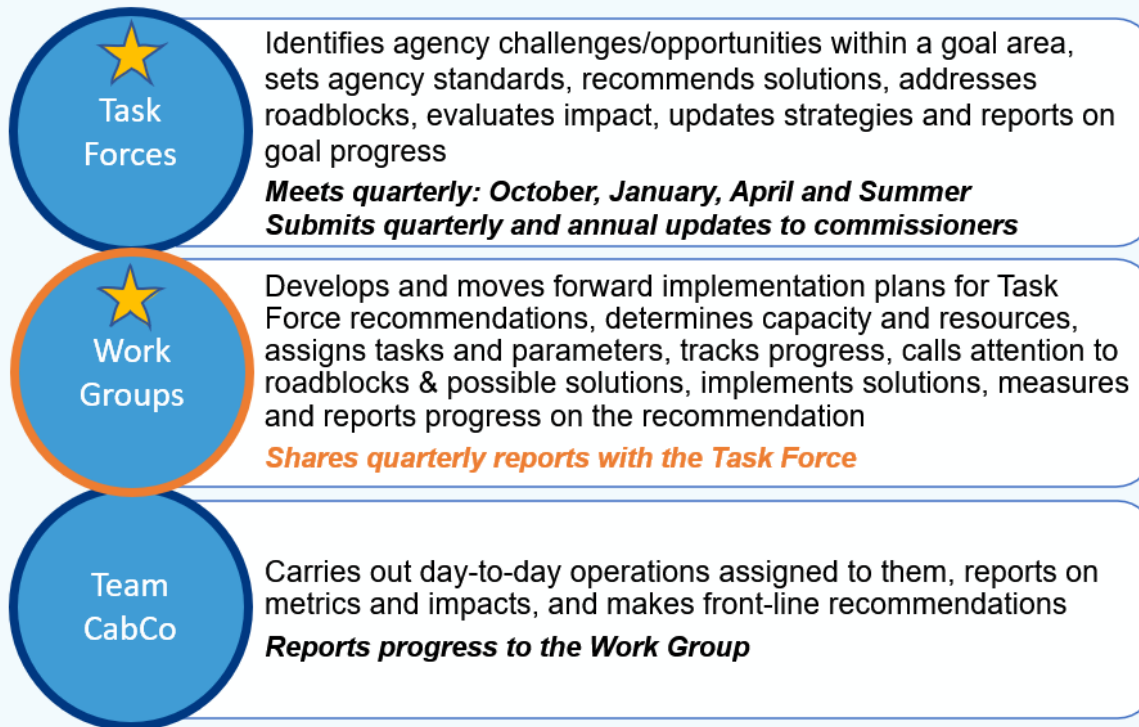 Task
Forces
Identifies agency challenges/opportunities within a goal area,
sets agency standards, recommends solutions, addresses
roadblocks, evaluates impact, updates strategies and reports on
goal progress
Meets quarterly: October, January, April and Summer
Submits quarterly and annual updates to commissioners
Work
Groups
Develops and moves forward implementation plans for Task
Force recommendations, determines capacity and resources,
assigns tasks and parameters, tracks progress, calls attention to
roadblocks & possible solutions, implements solutions, measures
and reports progress on the recommendation
Shares quarterly reports with the Task Force
Team
CabCo
Carries out day-to-day operations assigned to them, reports on
metrics and impacts, and makes front-line recommendations
Reports progress to the Work Group